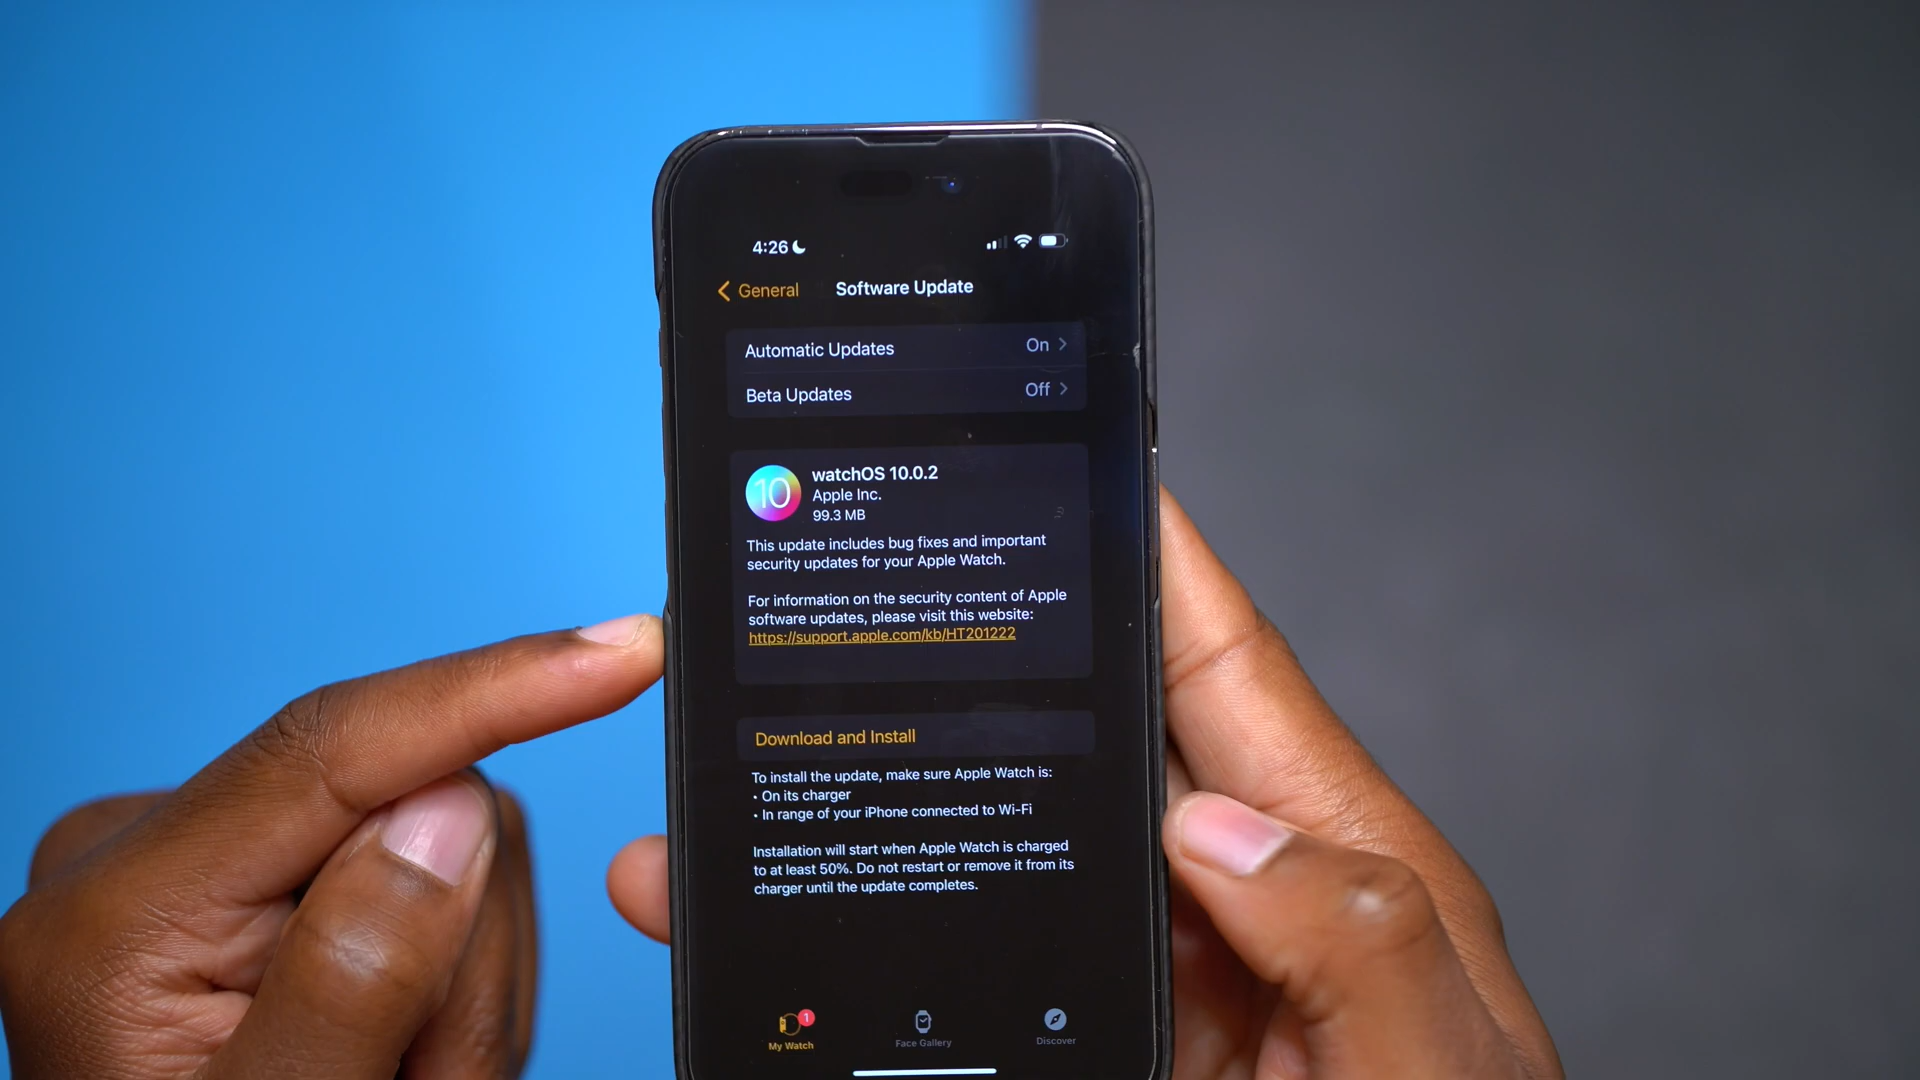 4:26
General
Software Update
Automatic Updates On
Beta Updates Off
10
watchOS 10.0.2
Apple Inc.
99.3 MB
This update includes bug fixes and important
security updates for your Apple Watch.
For information on the security content of Apple
software updates, please visit this website:
https://support.apple.com/kb/HT201222
Download and Install
To install the update, make sure Apple Watch is:
• On its charger
• In range of your iPhone connected to Wi-Fi
Installation will start when Apple Watch is charged
to at least 50%. Do not restart or remove it from its
charger until the update completes.
1
My Watch
Face Gallery
Discover